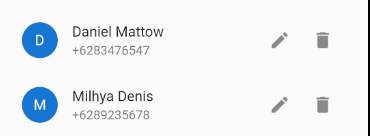 D
Daniel Mattow
+6283476547
M
Milhya Denis
+6289235678